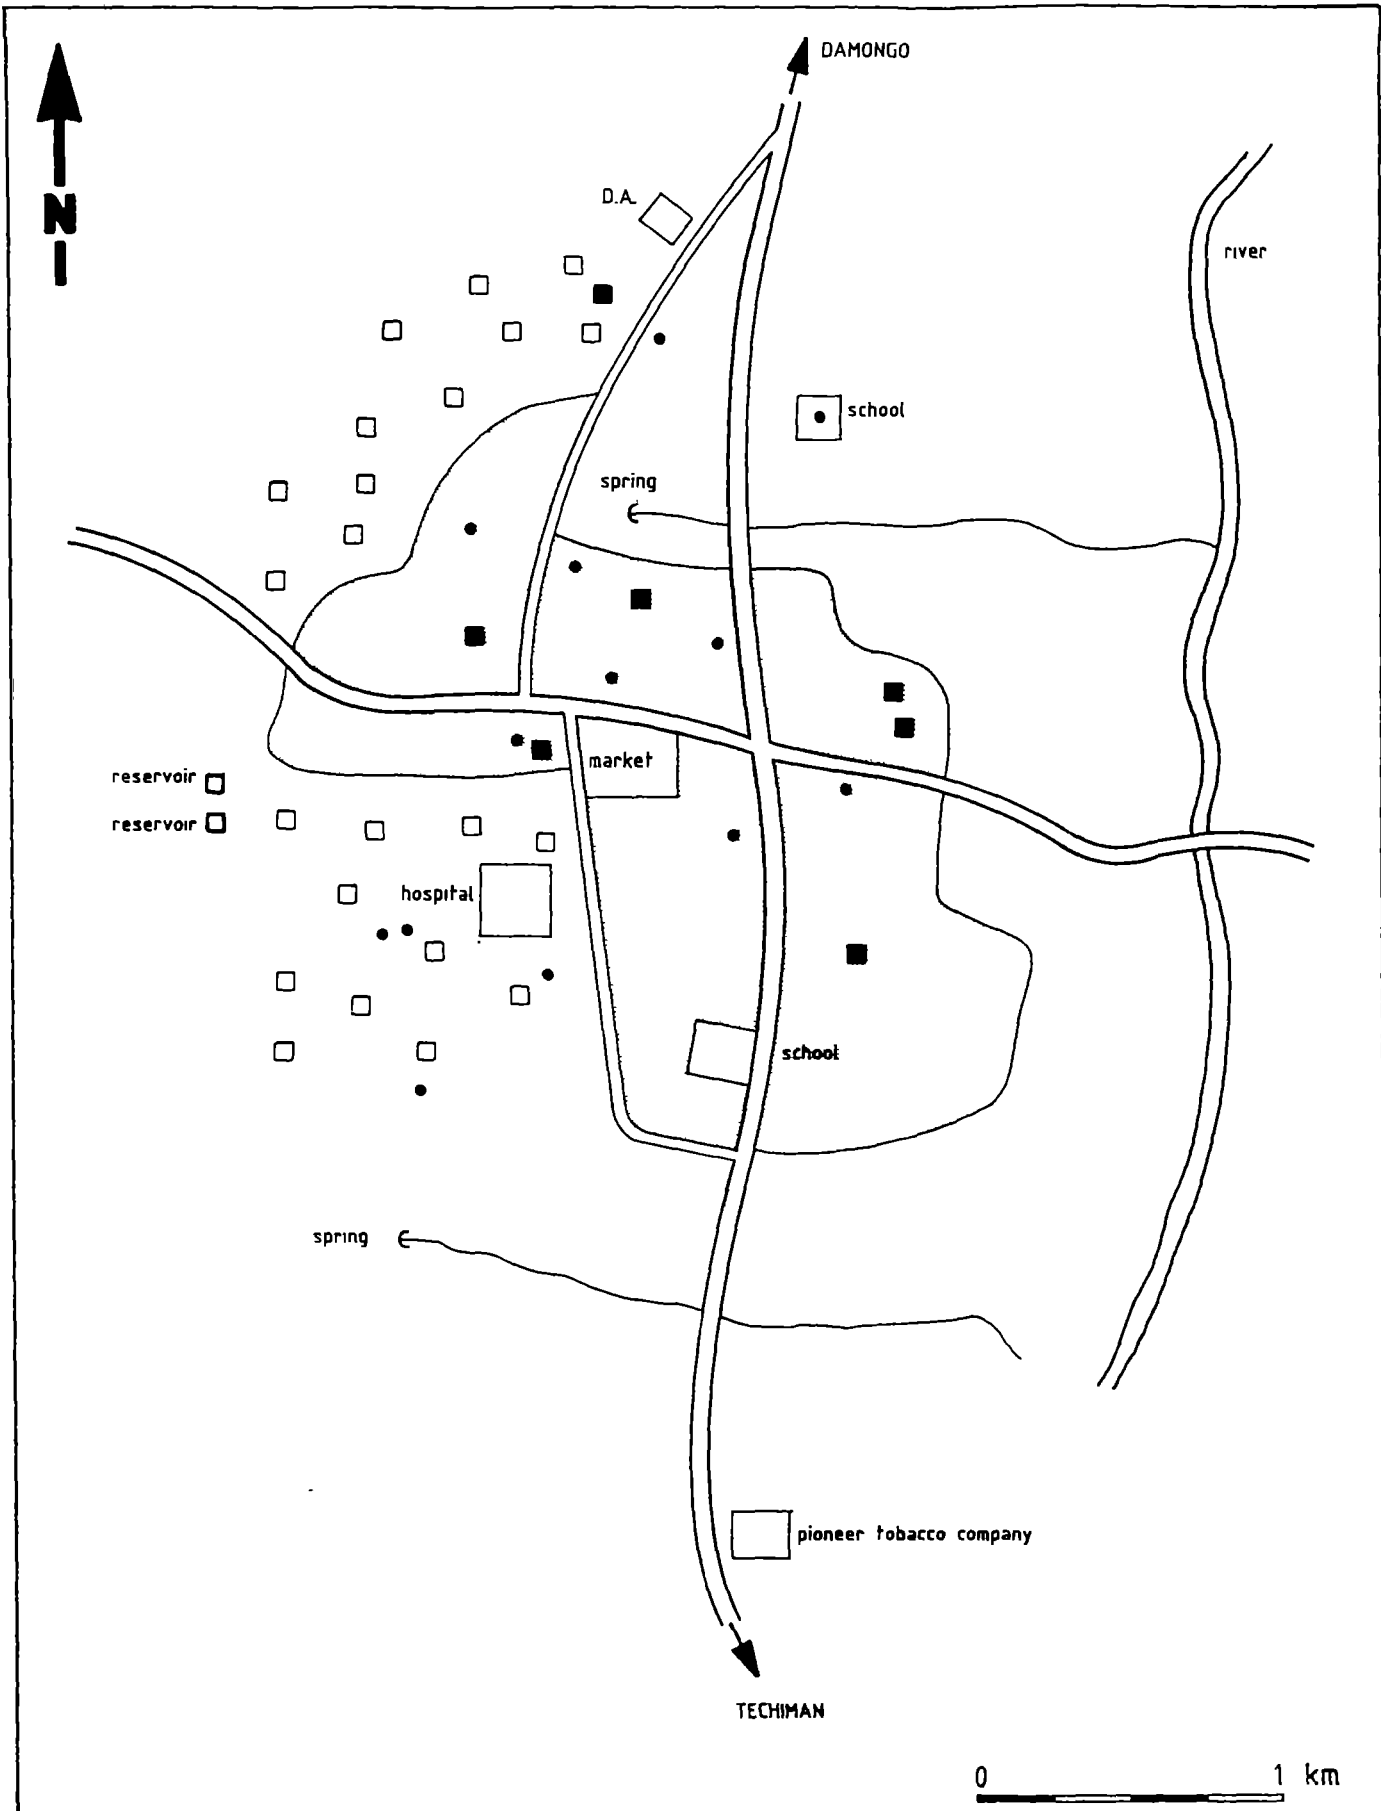 DAMONGO
N
D.A.
river
school
spring
market
reservoir
reservoir
hospital
school
spring
pioneer tobacco company
TECHIMAN
0 1 km